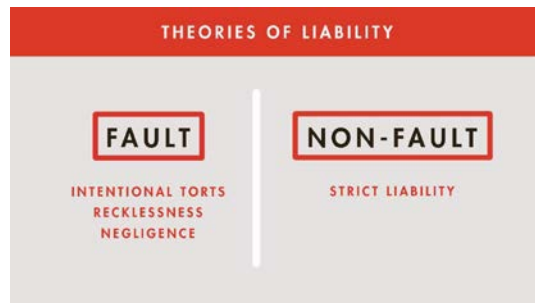 THEORIES OF LIABILITY
FAULT
INTENTIONAL TORTS
RECKLESSNESS
NEGLIGENCE
NON-FAULT
STRICT LIABILITY